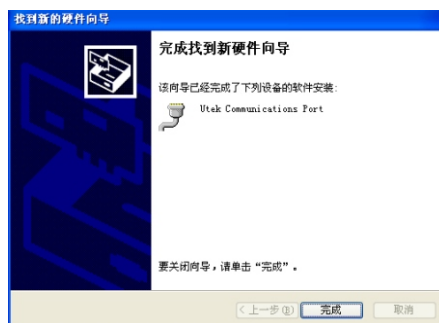 找到新的硬件向导
完成找到新硬件向导
该向导已经完成了下列设备的软件安装:
Utek Communications Port
要关闭向导，请单击“完成”。
<上一步(B) 完成 取消